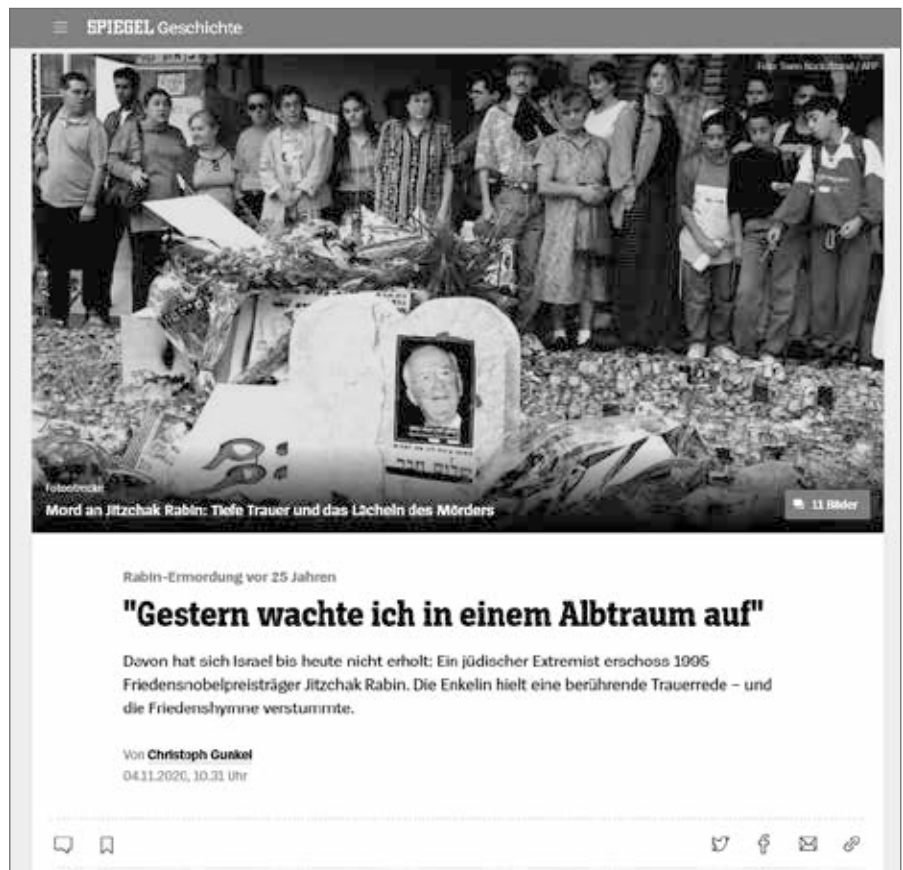 SPIEGEL Geschichte
שלום חבר
Fotostrecke
Mord an Jitzchak Rabin: Tiefe Trauer und das Lächeln des Mörders
11 Bilder
Rabin-Ermordung vor 25 Jahren
"Gestern wachte ich in einem Albtraum auf"
Davon hat sich Israel bis heute nicht erholt: Ein jüdischer Extremist erschoss 1995
Friedensnobelpreisträger Jitzchak Rabin. Die Enkelin hielt eine berührende Trauerrede – und
die Friedenshymne verstummte.
Von Christoph Gunkel
04.11.2020, 10.31 Uhr